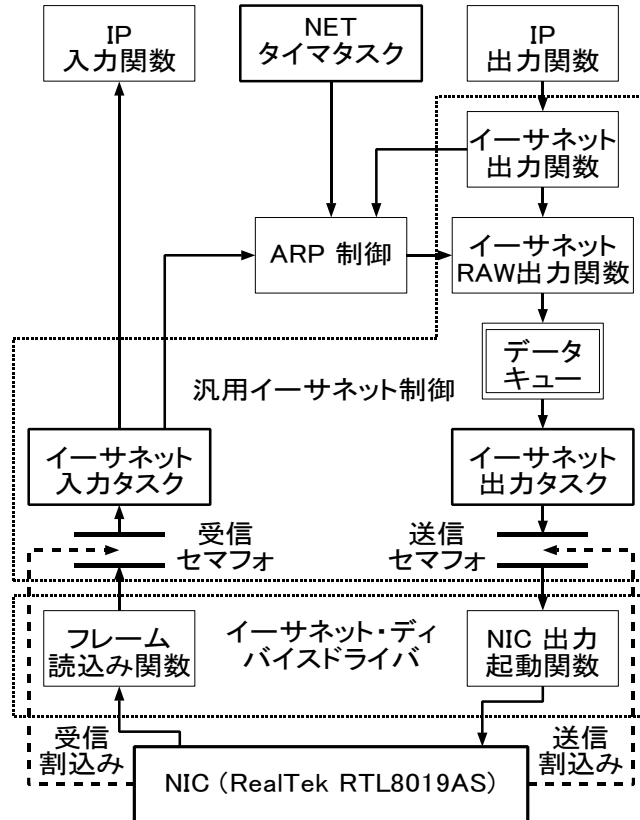 IP
入力関数
NET
タイマタスク
IP
出力関数
イーサネット
出力関数
ARP 制御
イーサネット
RAW出力関数
データ
キュー
汎用イーサネット制御
イーサネット
入力タスク
イーサネット
出力タスク
受信
セマフォ
送信
セマフォ
フレーム
読込み関数
イーサネット・ディ
バイスドライバ
NIC 出力
起動関数
受信
割込み
送信
割込み
NIC (RealTek RTL8019AS)